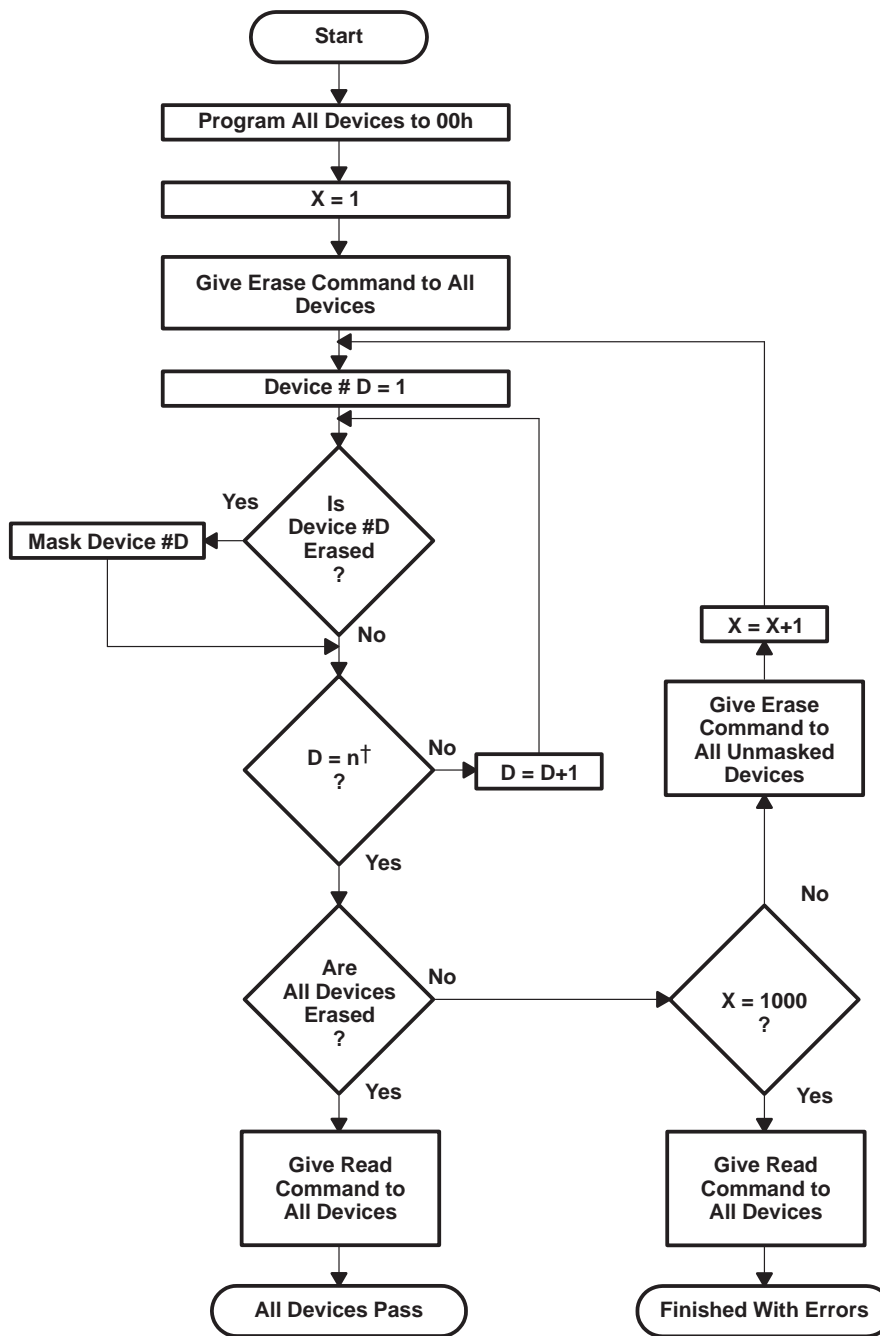 Start
Program All Devices to 00h
X = 1
Give Erase Command to All
Devices
Device # D = 1
Yes
Is
Device #D
Erased
?
Mask Device #D
No
X = X+1
Give Erase
Command to
All Unmasked
Devices
D = n†
?
No
D = D+1
Yes
No
Are
All Devices
Erased
?
No
X = 1000
?
Yes
Yes
Give Read
Command to
All Devices
Give Read
Command to
All Devices
All Devices Pass
Finished With Errors